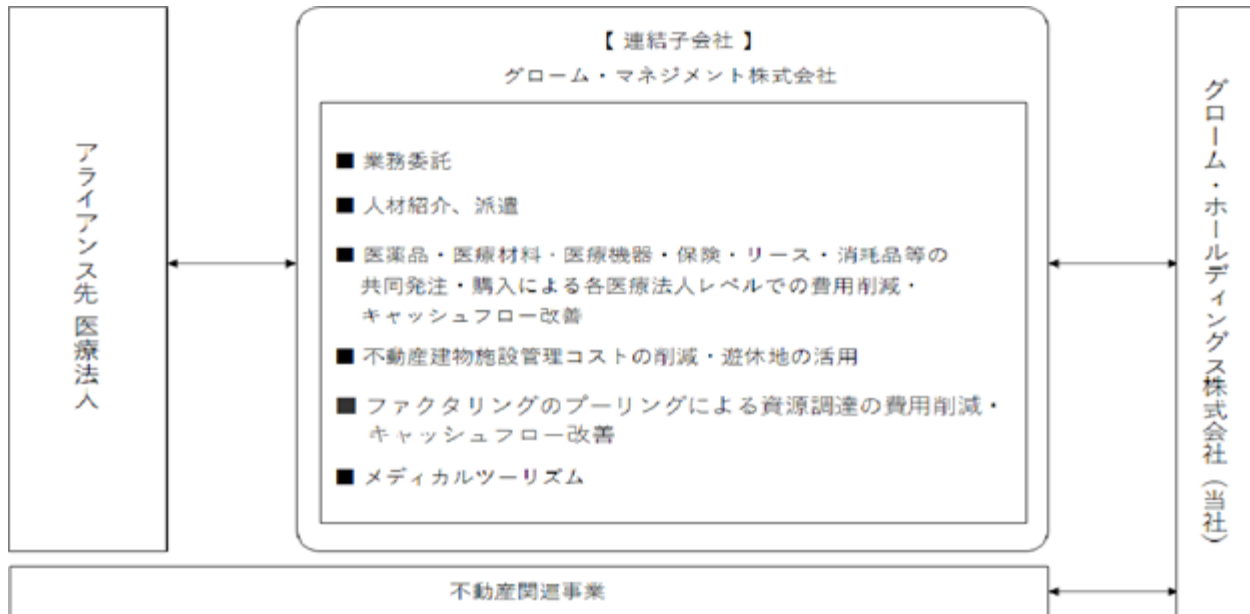 アライアンス先 医療法人
【 連結子会社 】
グローム・マネジメント株式会社
■ 業務委託
■ 人材紹介、派遣
■ 医薬品・医療材料・医療機器・保険・リース・消耗品等の
共同発注・購入による各医療法人レベルでの費用削減・
キャッシュフロー改善
■ 不動産建物施設管理コストの削減・遊休地の活用
■ ファクタリングのプーリングによる資源調達の費用削減・
キャッシュフロー改善
■ メディカルツーリズム
グローム・ホールディングス株式会社（当社）
不動産関連事業